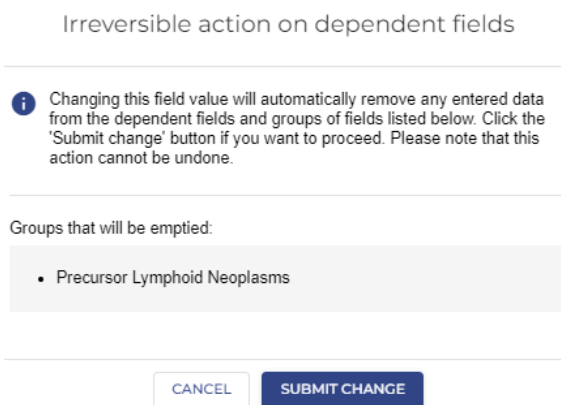 Irreversible action on dependent fields
Changing this field value will automatically remove any entered data
from the dependent fields and groups of fields listed below. Click the
'Submit change' button if you want to proceed. Please note that this
action cannot be undone.
Groups that will be emptied:
• Precursor Lymphoid Neoplasms
CANCEL
SUBMIT CHANGE